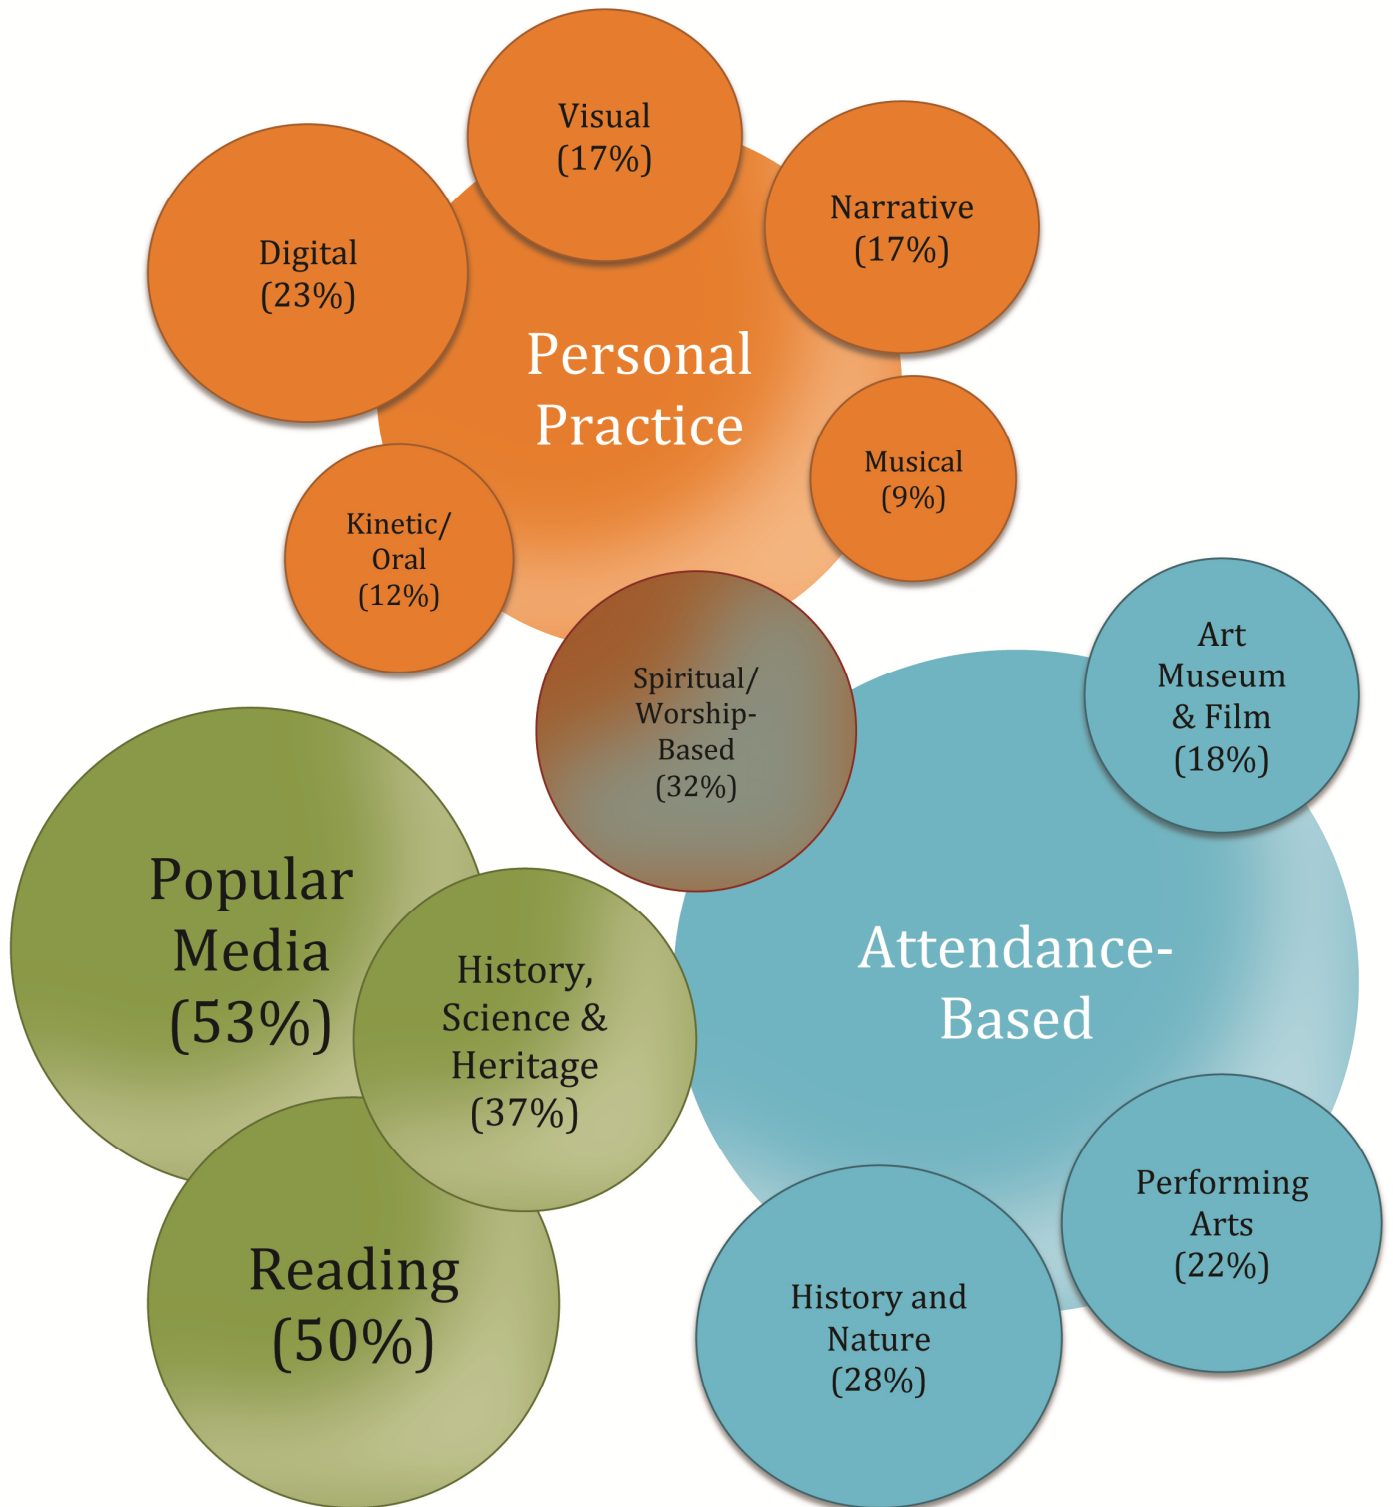 Visual
(17%)
Narrative
(17%)
Digital
(23%)
Personal
Practice
Musical
(9%)
Kinetic/
Oral
(12%)
Spiritual/
Worship-
Based
(32%)
Art
Museum
& Film
(18%)
Popular
Media
(53%)
History,
Science &
Heritage
(37%)
Attendance-
Based
Reading
(50%)
Performing
Arts
(22%)
History and
Nature
(28%)